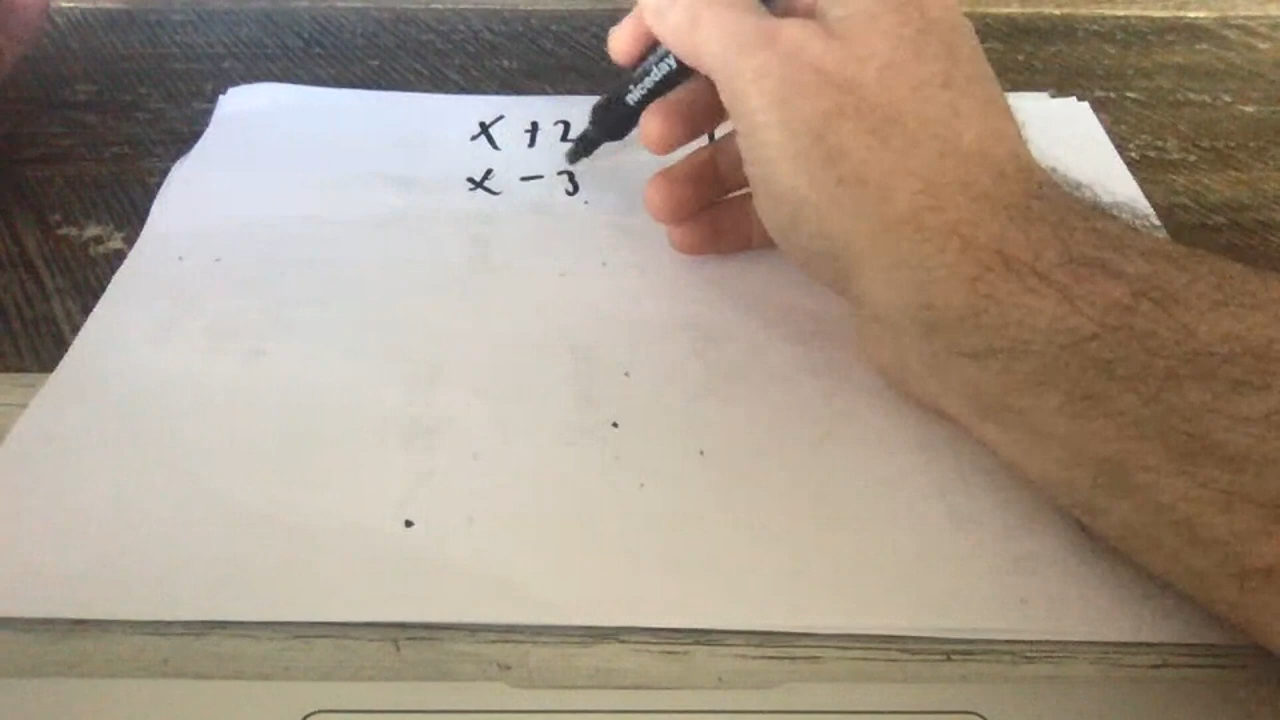 x + 2
x - 3
niceday